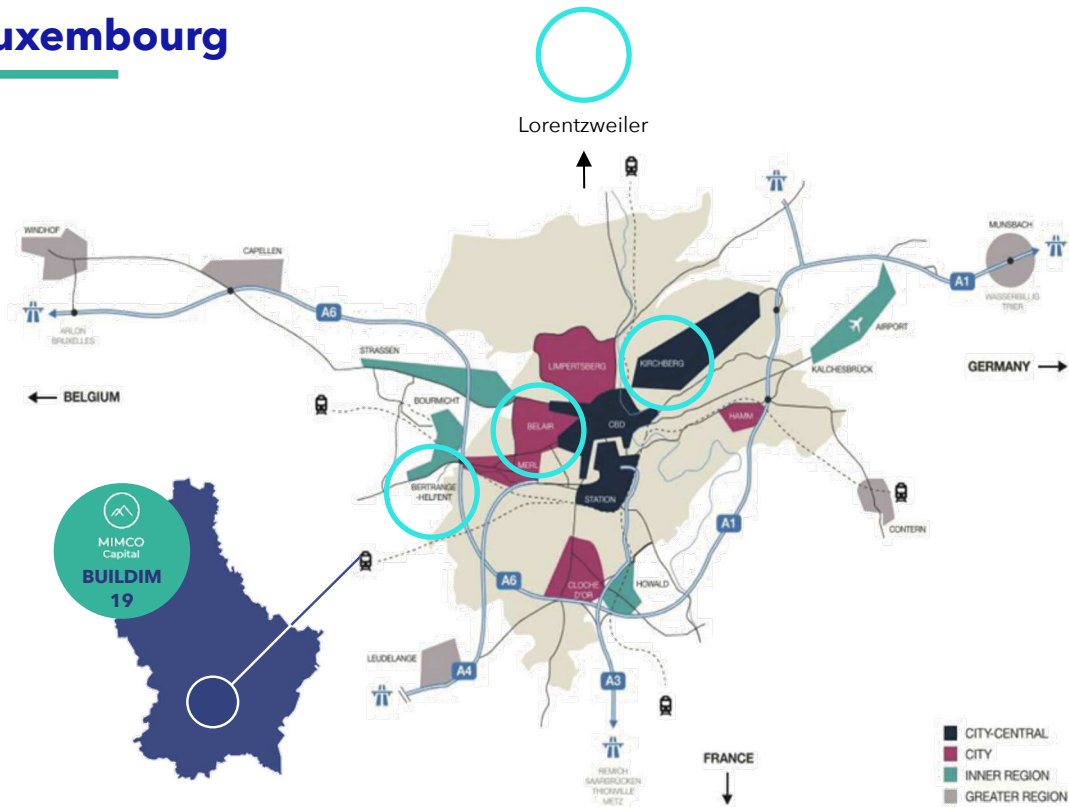 uxembourg
Lorentzweiler
WINDHOF
CAPELLEN
MUNSBACH
A1
WASSERBILLIG
TRIER
A6
ARLON
BRUXELLES
AIRPORT
STRASSEN
LIMPERTSBERG
KIRCHBERG
KALCHESBRÜCK
GERMANY
BELGIUM
BOURMICHT
BELAIR
CBD
HAMM
MERL
BERTRANGE
-HELFENT
STATION
CONTERN
MIMCO
Capital
BUILDIM
19
A1
A6
CLOCHE
D'OR
HOWALD
LEUDELANGE
A4
A3
FRANCE
REMICH
SAARBRÜCKEN
THIONVILLE
METZ
CITY-CENTRAL
CITY
INNER REGION
GREATER REGION